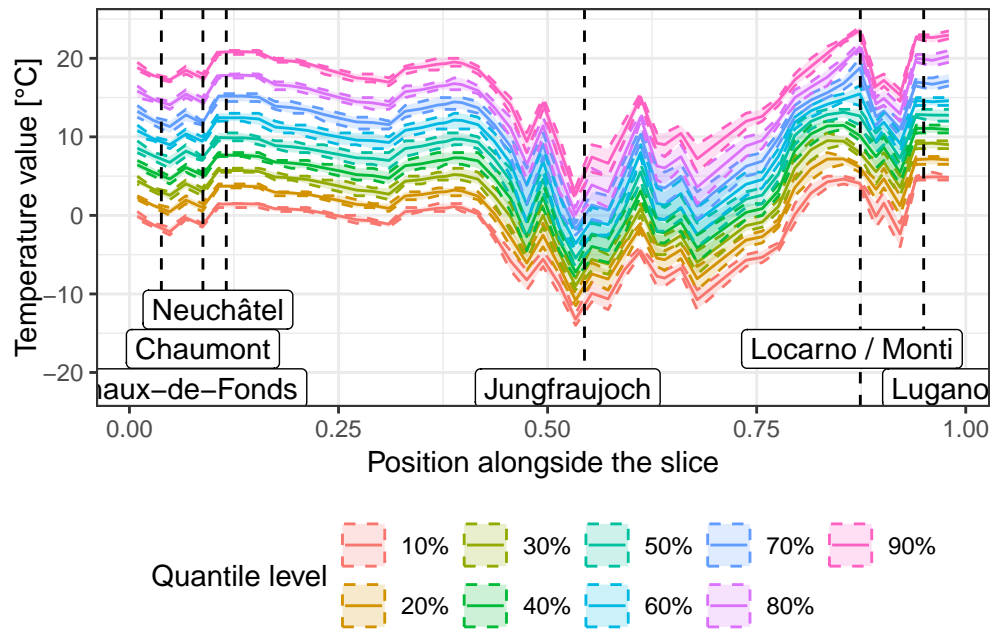 Temperature value [°C]
20
10
0
−10
−20
Neuchâtel
Chaumont
Locarno / Monti
haux−de−Fonds
Jungfraujoch
Lugano
0.00
0.25
0.50
0.75
1.00
Position alongside the slice
Quantile level
10%
30%
50%
70%
90%
20%
40%
60%
80%